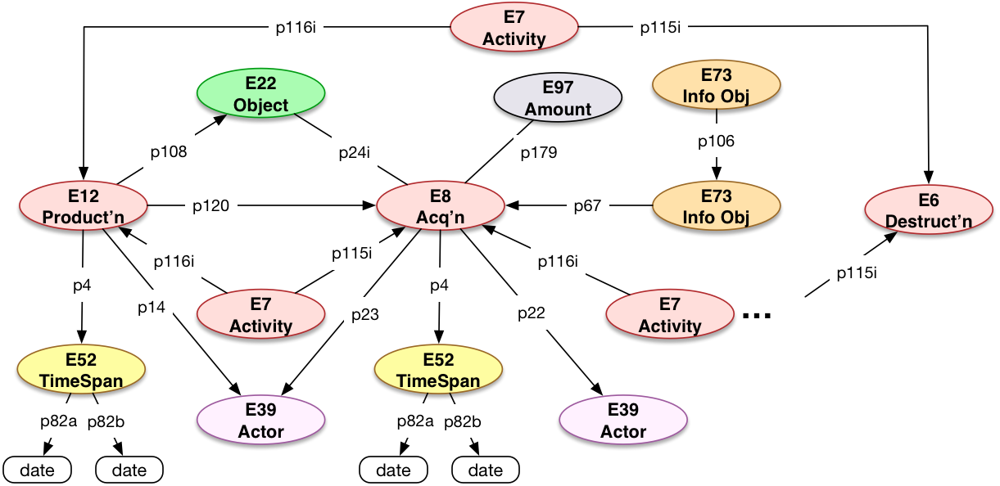 E7
Activity
p116i
p115i
E22
Object
E97
Amount
E73
Info Obj
p108
p24i
p179
p106
E12
Product’n
p120
E8
Acq’n
p67
E73
Info Obj
E6
Destruct’n
p116i
p115i
p116i
p115i
p4
p14
E7
Activity
p23
p4
p22
E7
Activity
...
E52
TimeSpan
E52
TimeSpan
p82a
p82b
E39
Actor
p82a
p82b
E39
Actor
date
date
date
date